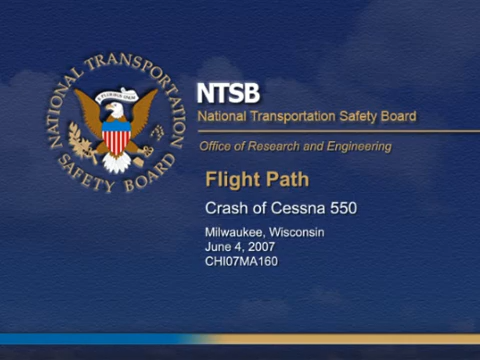 NATIONAL TRANSPORTATION
SAFETY BOARD
E PLURIBUS UNUM
NTSB
National Transportation Safety Board
Office of Research and Engineering
Flight Path
Crash of Cessna 550
Milwaukee, Wisconsin
June 4, 2007
CHI07MA160